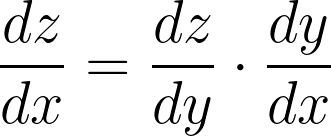 dz/dx = dz/dy · dy/dx